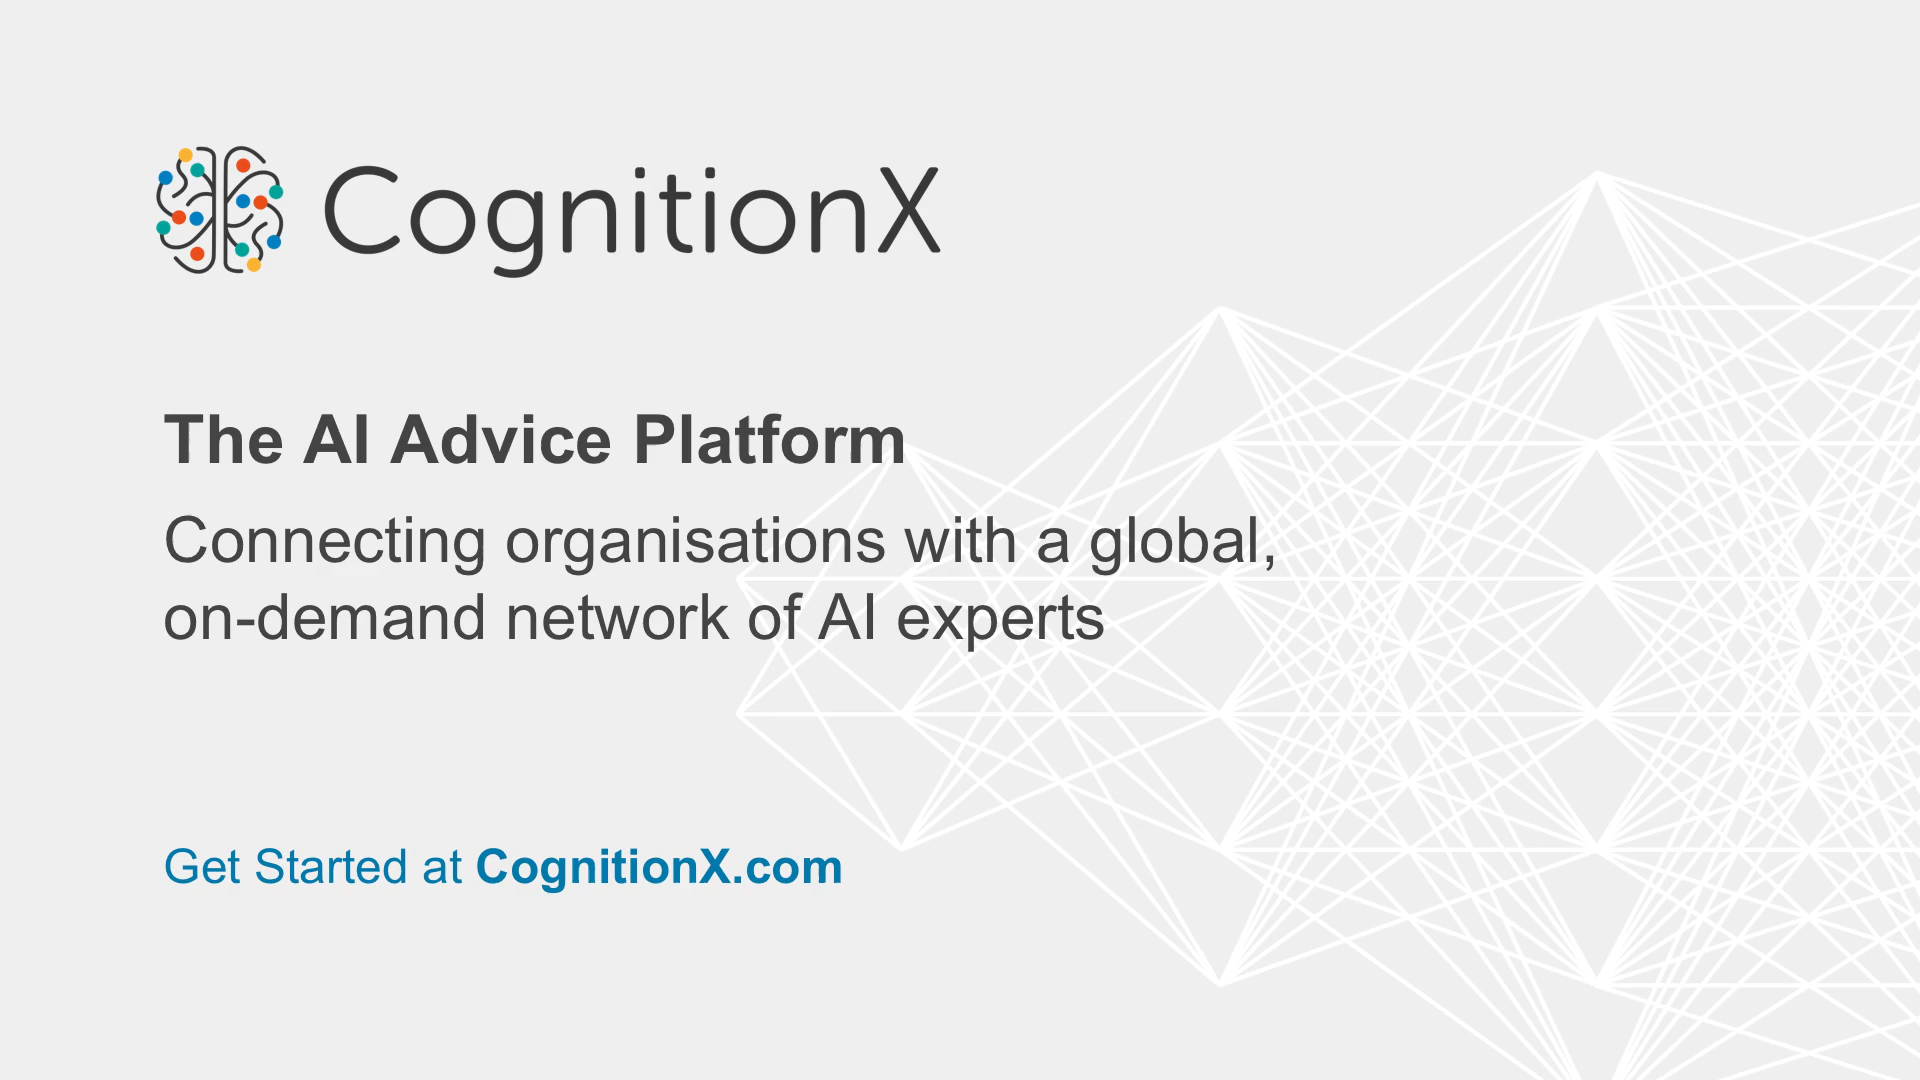 CognitionX
The AI Advice Platform
Connecting organisations with a global,
on-demand network of AI experts
Get Started at CognitionX.com